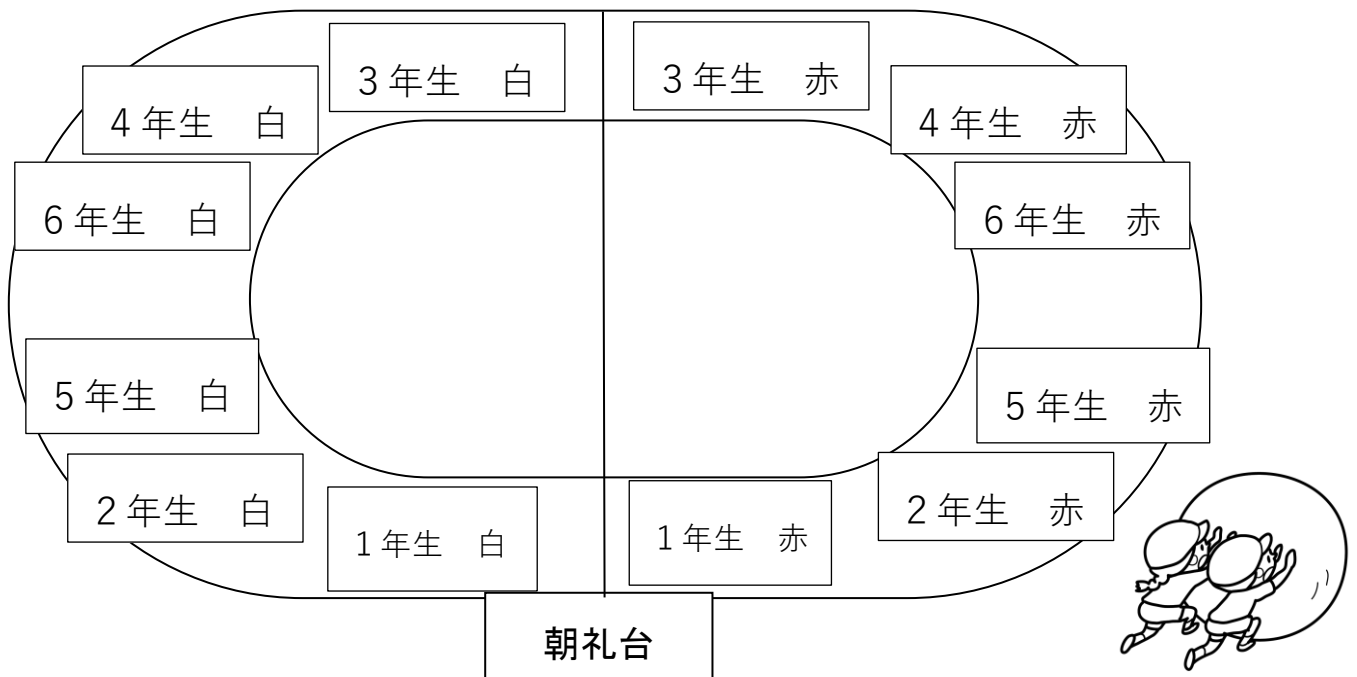 3年生　白
3年生　赤
4年生　白
4年生　赤
6年生　白
6年生　赤
5年生　白
5年生　赤
2年生　白
2年生　赤
1年生　白
1年生　赤
朝礼台